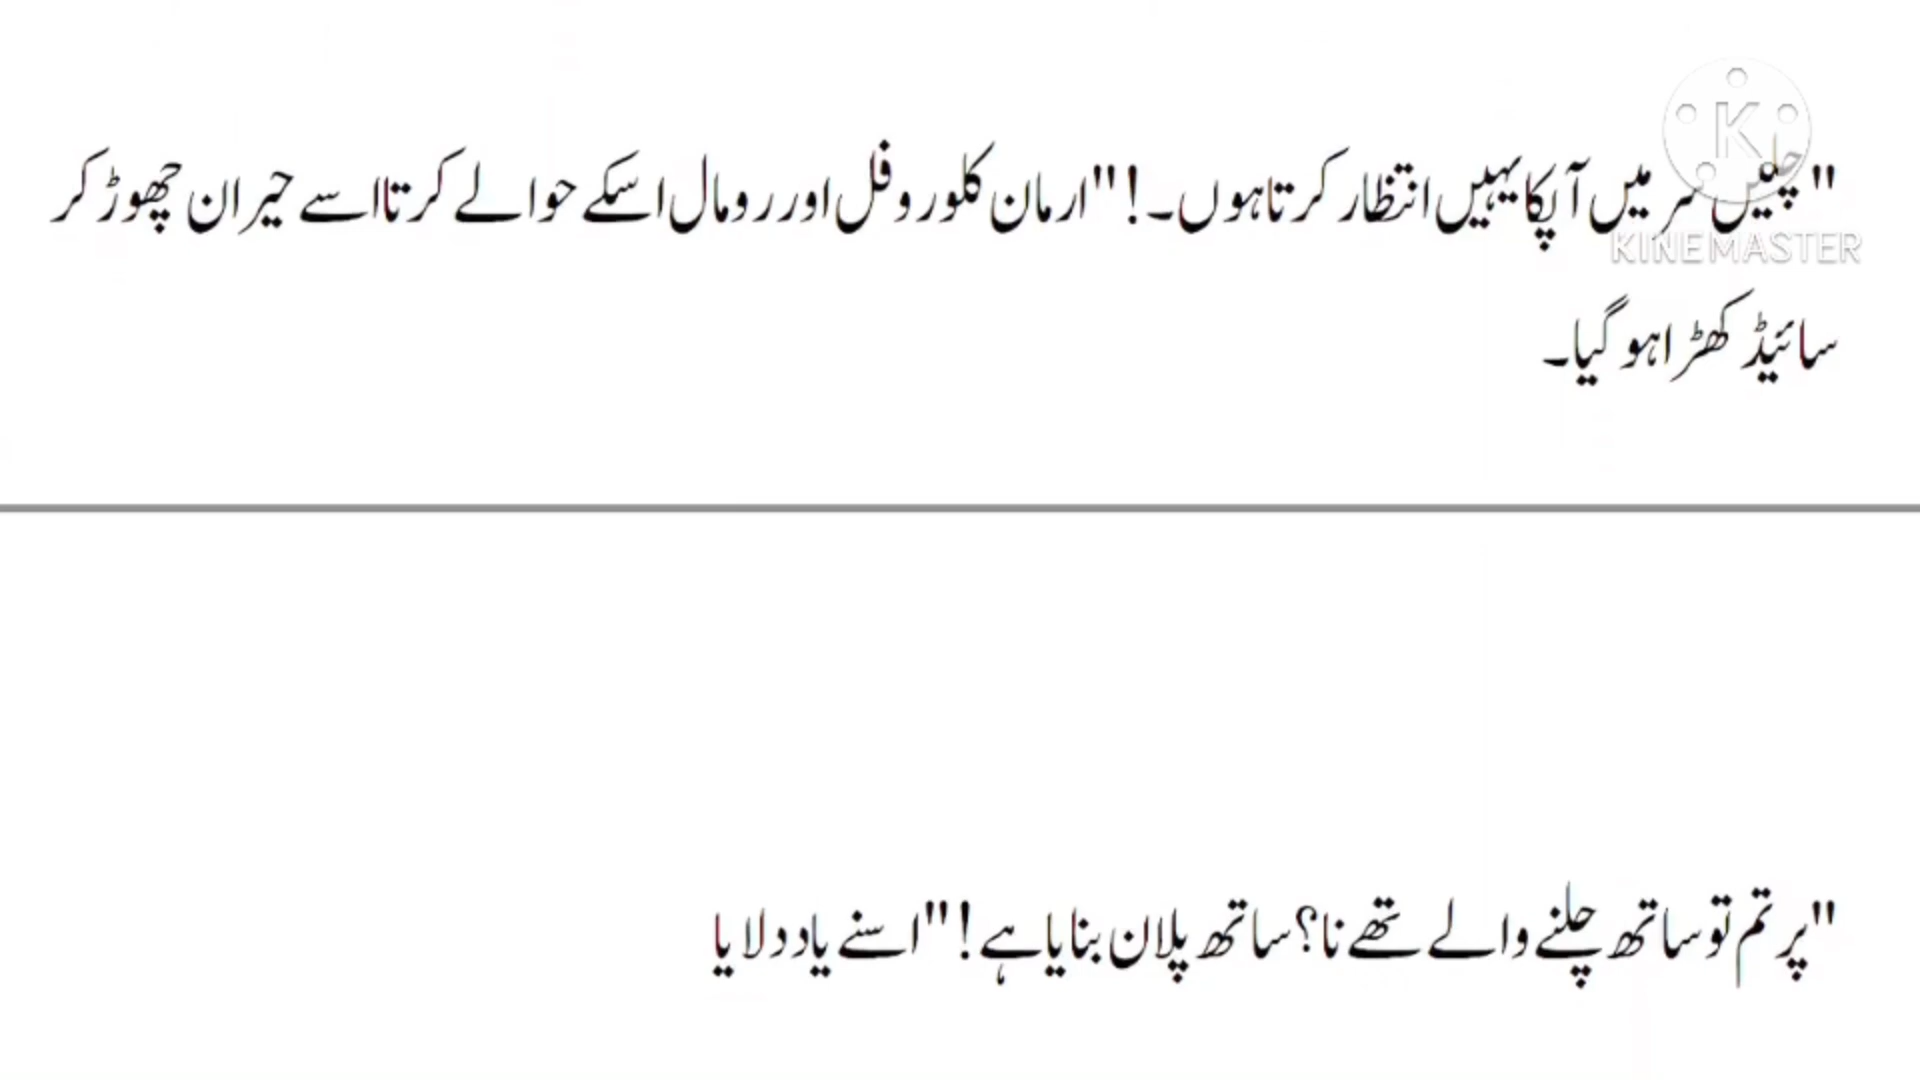 "چلیں سر میں آپکا یہیں انتظار کرتا ہوں۔!" ارمان کلوروفل اور رومال اسکے حوالے کرتا اسے حیران چھوڑ کر
سائیڈ کھڑا ہو گیا۔
"پر تم تو ساتھ چلنے والے تھے نا؟ ساتھ پلان بنایا ہے!" اسنے یاد دلایا
KINEMASTER